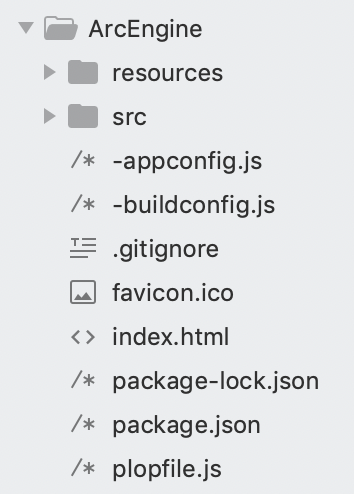 ArcEngine
resources
src
-appconfig.js
-buildconfig.js
.gitignore
favicon.ico
index.html
package-lock.json
package.json
plopfile.js